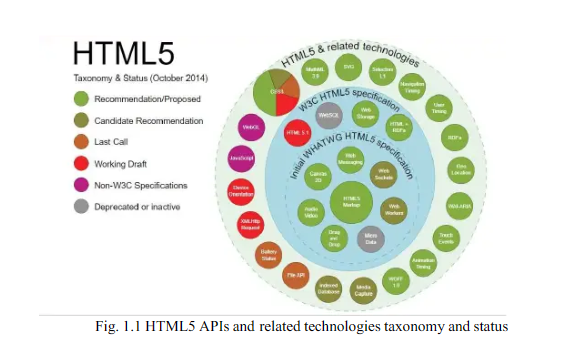 HTML5
Taxonomy & Status (October 2014)
Recommendation/Proposed
Candidate Recommendation
Last Call
Working Draft
Non-W3C Specifications
Deprecated or inactive
HTML5 & related technologies
W3C HTML5 specification
Initial WHATWG HTML5 specification
CSS3
MathML
SVG
Selectors
Navigation
Timing
User
Timing
Geo
Location
WAI-ARIA
Touch
Events
Animation
Timing
WOFF
Media
Capture
Indexed
Database
File API
Battery
Status
XMLHttp
Request
Device
Orientation
JavaScript
WebGL
HTML 5.1
WebSQL
Web
Storage
HTML +
Web
Messaging
Canvas
2D
Web
Sockets
HTML5
Markup
Audio
Video
Web
Workers
Drag
and
Drop
Micro
Data
Fig. 1.1 HTML5 APIs and related technologies taxonomy and status